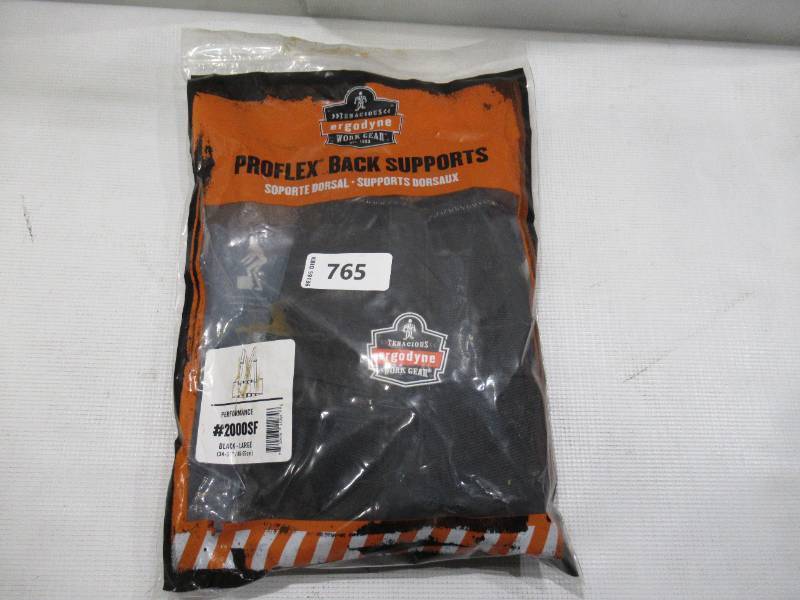 TENACIOUS
ergodyne
WORK GEAR
PROFLEX™ BACK SUPPORTS
SOPORTE DORSAL · SUPPORTS DORSAUX
765
TENACIOUS
ergodyne
WORK GEAR®
PERFORMANCE
#2000SF
BLACK - LARGE